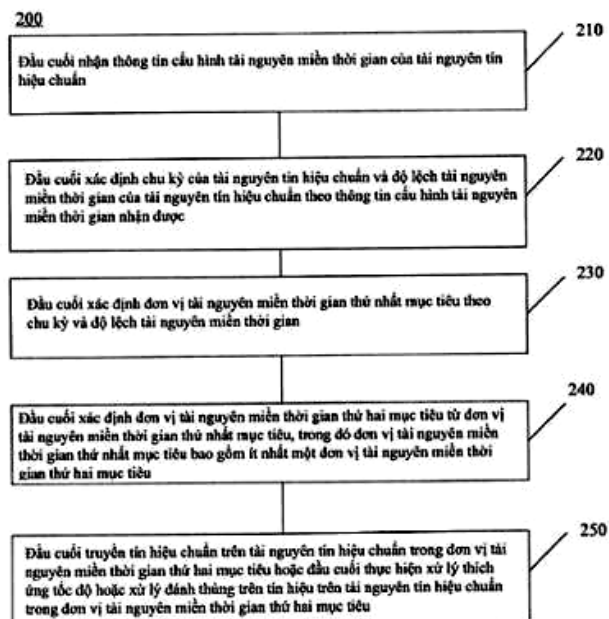 200
210
Đầu cuối nhận thông tin cấu hình tài nguyên miền thời gian của tài nguyên tín
hiệu chuẩn
220
Đầu cuối xác định chu kỳ của tài nguyên tín hiệu chuẩn và độ lệch tài nguyên
miền thời gian của tài nguyên tín hiệu chuẩn theo thông tin cấu hình tài nguyên
miền thời gian nhận được
230
Đầu cuối xác định đơn vị tài nguyên miền thời gian thứ nhất mục tiêu theo
chu kỳ và độ lệch tài nguyên miền thời gian
240
Đầu cuối xác định đơn vị tài nguyên miền thời gian thứ hai mục tiêu từ đơn vị
tài nguyên miền thời gian thứ nhất mục tiêu, trong đó đơn vị tài nguyên miền
thời gian thứ nhất mục tiêu bao gồm ít nhất một đơn vị tài nguyên miền thời
gian thứ hai mục tiêu
250
Đầu cuối truyền tín hiệu chuẩn trên tài nguyên tín hiệu chuẩn trong đơn vị tài
nguyên miền thời gian thứ hai mục tiêu hoặc đầu cuối thực hiện xử lý thích
ứng tốc độ hoặc xử lý đánh thủng trên tín hiệu trên tài nguyên tín hiệu chuẩn
trong đơn vị tài nguyên miền thời gian thứ hai mục tiêu